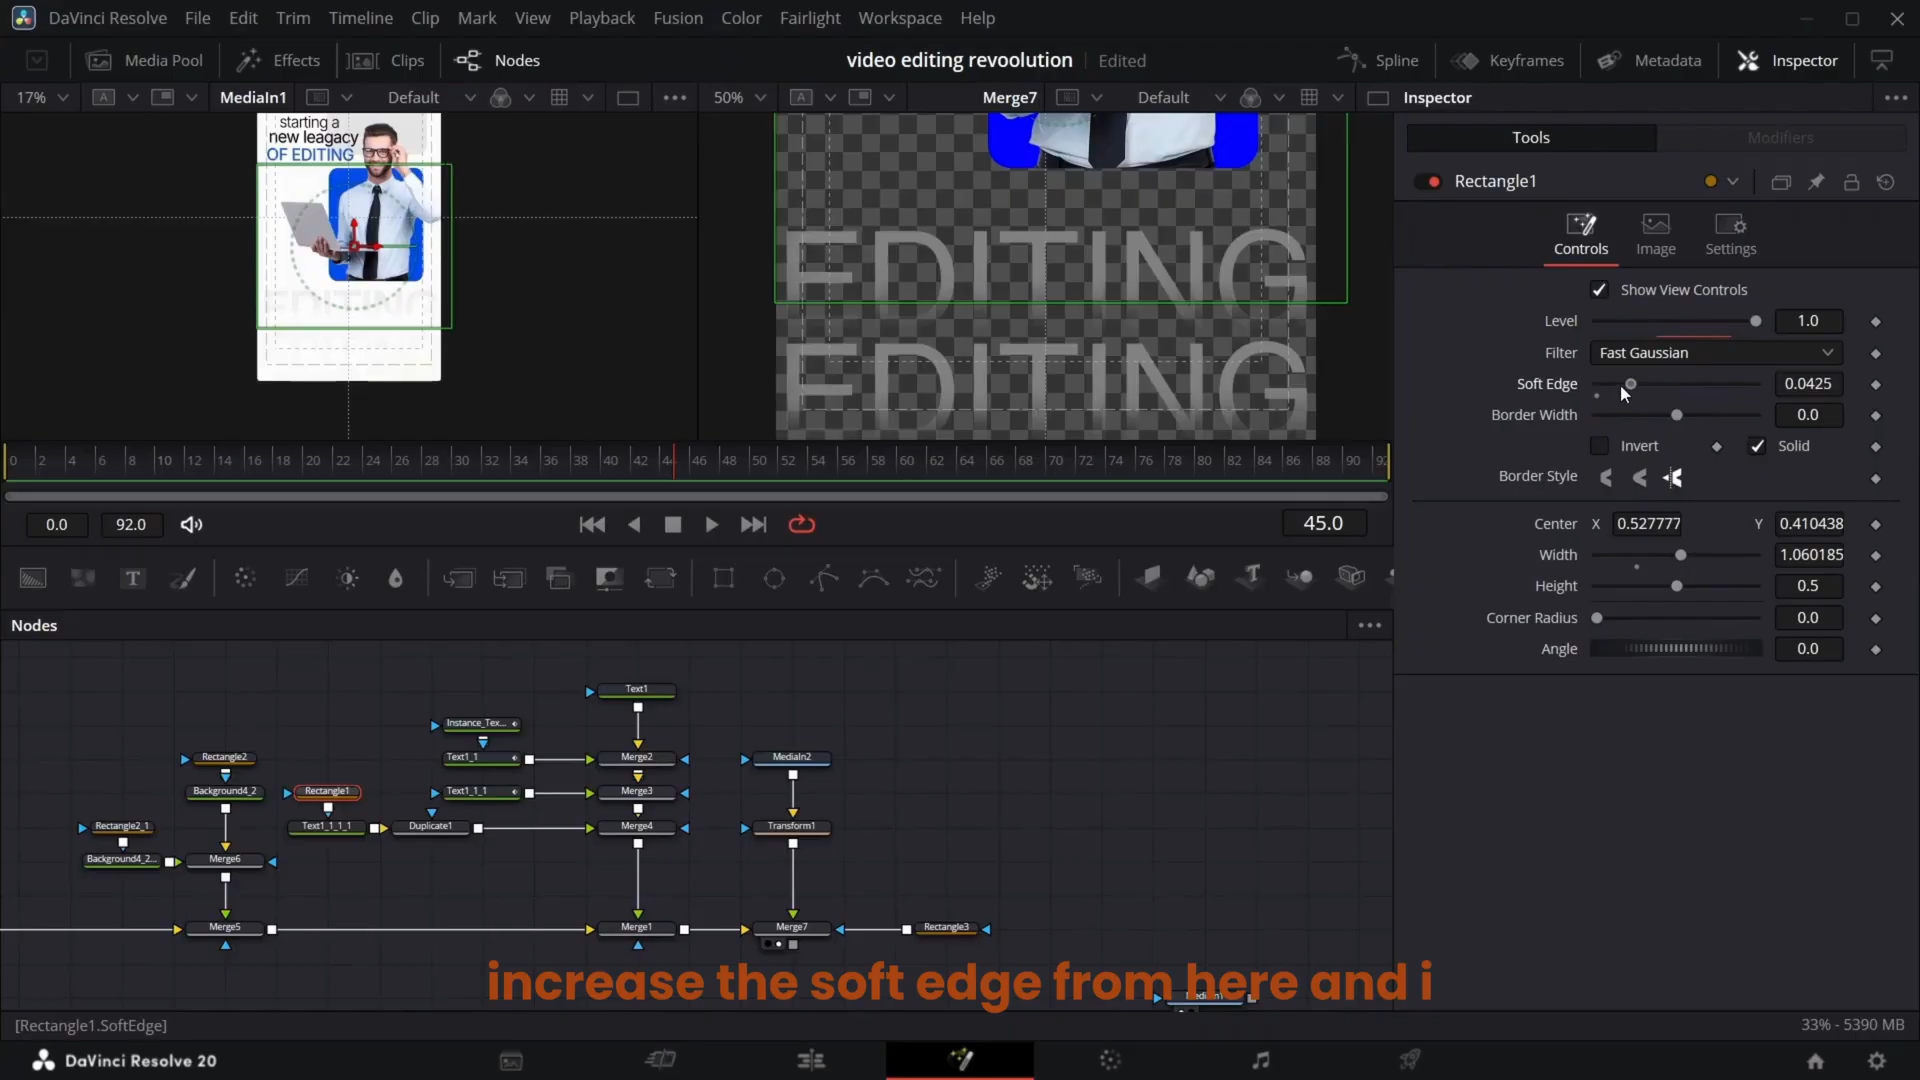 DaVinci Resolve File Edit Trim Timeline Clip Mark View Playback Fusion Color Fairlight Workspace Help
Media Pool Effects Clips Nodes video editing revoolution Edited Spline Keyframes Metadata Inspector
17% A MediaIn1 Default 50% A Merge7 Default Inspector
starting a
new leagacy
OF EDITING
EDITING
EDITING
EDITING
Tools Modifiers
Rectangle1
Controls Image Settings
Show View Controls
Level 1.0
Filter Fast Gaussian
Soft Edge 0.0425
Border Width 0.0
Invert Solid
Border Style
Center X 0.527777 Y 0.410438
Width 1.060185
Height 0.5
Corner Radius 0.0
Angle 0.0
0 2 4 6 8 10 12 14 16 18 20 22 24 26 28 30 32 34 36 38 40 42 44 46 48 50 52 54 56 58 60 62 64 66 68 70 72 74 76 78 80 82 84 86 88 90 92
0.0 92.0 45.0
Nodes
Text1
Instance_Tex...
Rectangle2 Text1_1 Merge2 MediaIn2
Background4_2 Rectangle1 Text1_1_1 Merge3
Rectangle2_1 Text1_1_1_1 Duplicate1 Merge4 Transform1
Background4_2... Merge6
Merge5 Merge1 Merge7 Rectangle3
increase the soft edge from here and i
[Rectangle1.SoftEdge] 33% - 5390 MB
DaVinci Resolve 20